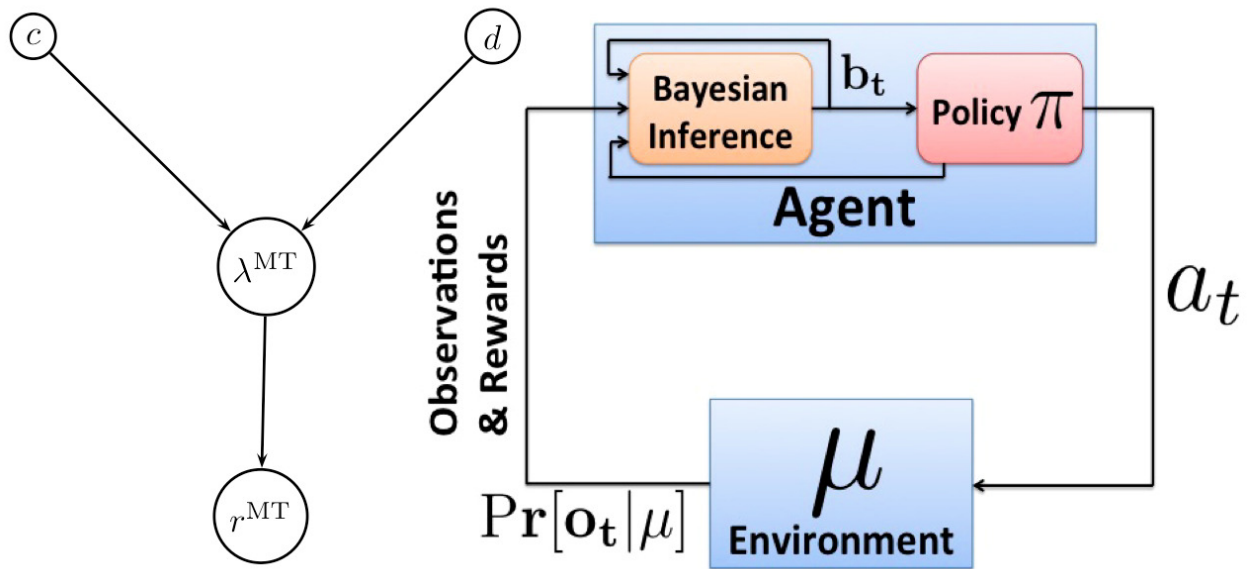 c
d
λ^MT
r^MT
Bayesian
Inference
b_t
Policy π
Agent
Observations
& Rewards
a_t
μ
Environment
Pr[o_t|μ]